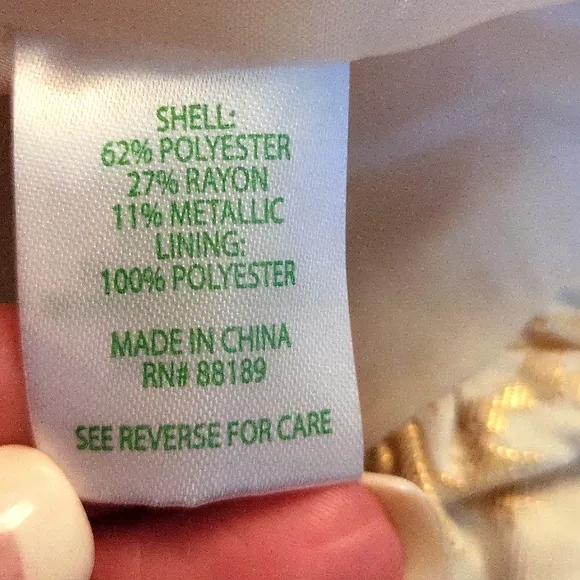 SHELL:
62% POLYESTER
27% RAYON
11% METALLIC
LINING:
100% POLYESTER
MADE IN CHINA
RN# 88189
SEE REVERSE FOR CARE